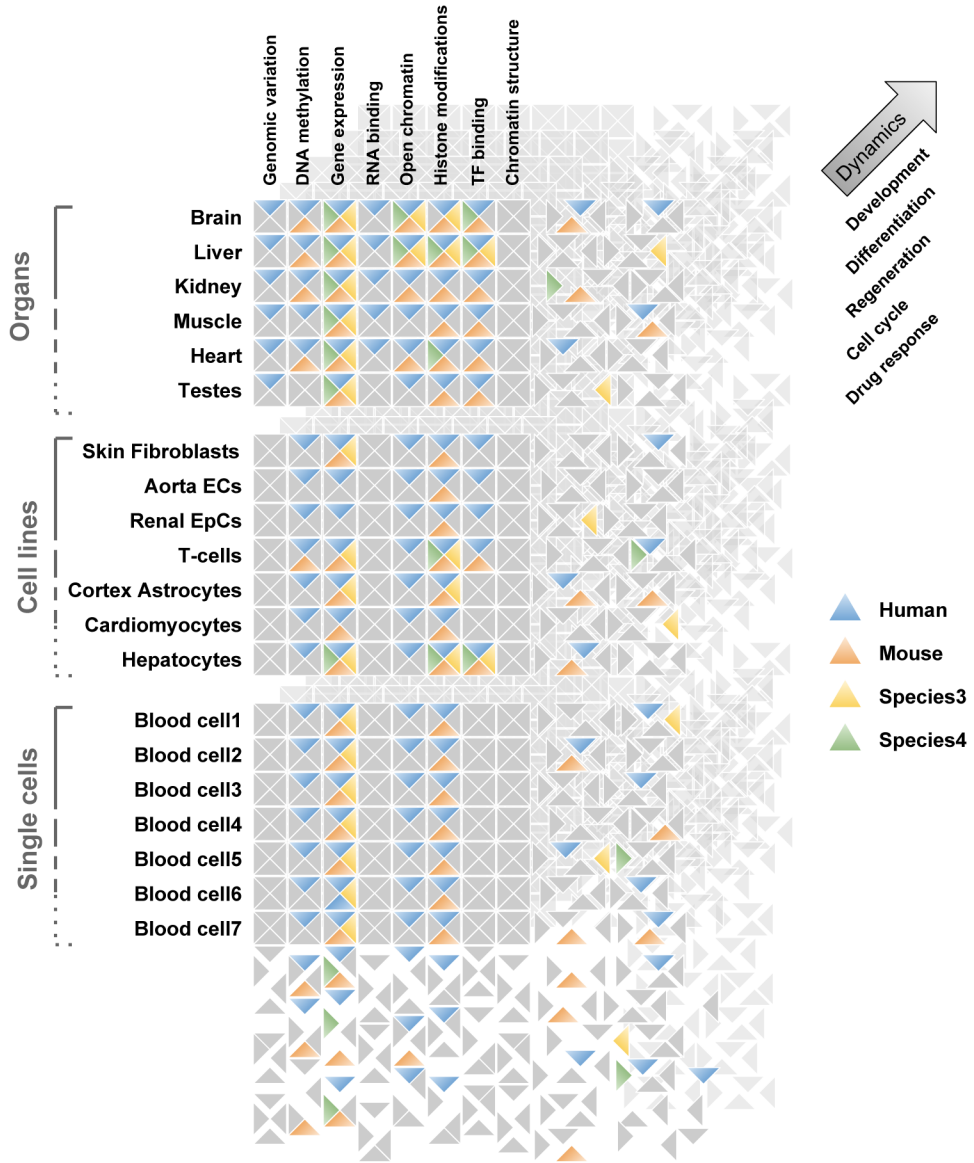 Genomic variation
DNA methylation
Gene expression
RNA binding
Open chromatin
Histone modifications
TF binding
Chromatin structure
Dynamics
Development
Differentiation
Regeneration
Cell cycle
Drug response
Organs
Brain
Liver
Kidney
Muscle
Heart
Testes
Cell lines
Skin Fibroblasts
Aorta ECs
Renal EpCs
T-cells
Cortex Astrocytes
Cardiomyocytes
Hepatocytes
Human
Mouse
Species3
Species4
Single cells
Blood cell1
Blood cell2
Blood cell3
Blood cell4
Blood cell5
Blood cell6
Blood cell7